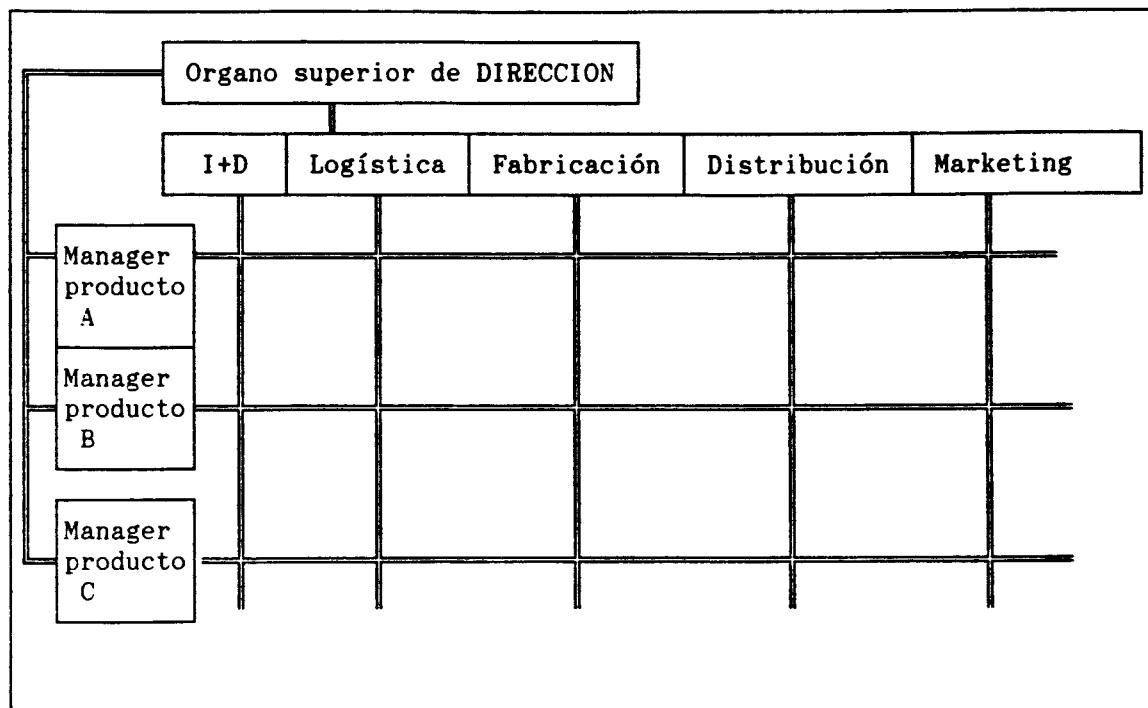 Organo superior de DIRECCION
I+D Logística Fabricación Distribución Marketing
Manager
producto
A
Manager
producto
B
Manager
producto
C